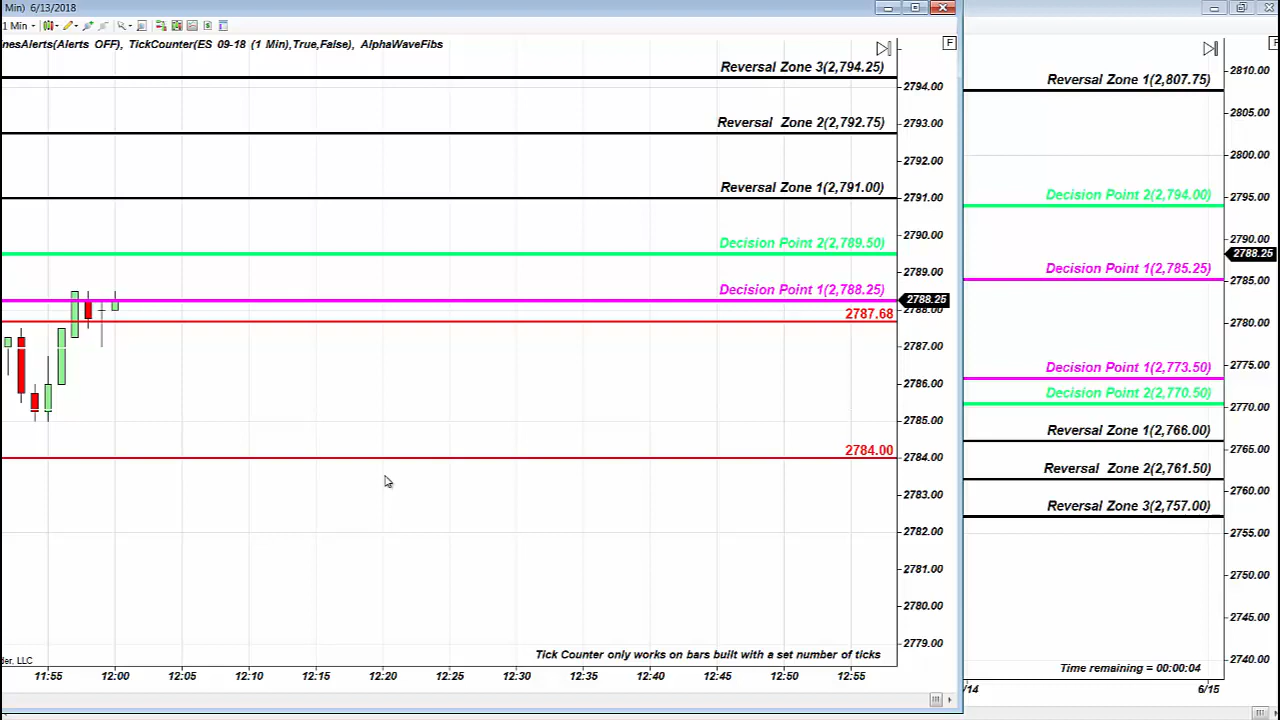 Min) 6/13/2018
1 Min
nesAlerts(Alerts OFF), TickCounter(ES 09-18 (1 Min),True,False), AlphaWaveFibs
F
Reversal Zone 3(2,794.25)
2794.00
Reversal Zone 2(2,792.75)
2793.00
2792.00
Reversal Zone 1(2,791.00)
2791.00
2790.00
Decision Point 2(2,789.50)
2789.00
Decision Point 1(2,788.25)
2788.25
2788.00
2787.68
2787.00
2786.00
2785.00
2784.00
2784.00
2783.00
2782.00
2781.00
2780.00
2779.00
der, LLC
Tick Counter only works on bars built with a set number of ticks
11:55 12:00 12:05 12:10 12:15 12:20 12:25 12:30 12:35 12:40 12:45 12:50 12:55
F
2810.00
Reversal Zone 1(2,807.75)
2805.00
2800.00
Decision Point 2(2,794.00)
2795.00
2790.00
2788.25
Decision Point 1(2,785.25)
2785.00
2780.00
Decision Point 1(2,773.50)
2775.00
Decision Point 2(2,770.50)
2770.00
Reversal Zone 1(2,766.00)
2765.00
Reversal Zone 2(2,761.50)
2760.00
Reversal Zone 3(2,757.00)
2755.00
2750.00
2745.00
2740.00
Time remaining = 00:00:04
/14 6/15